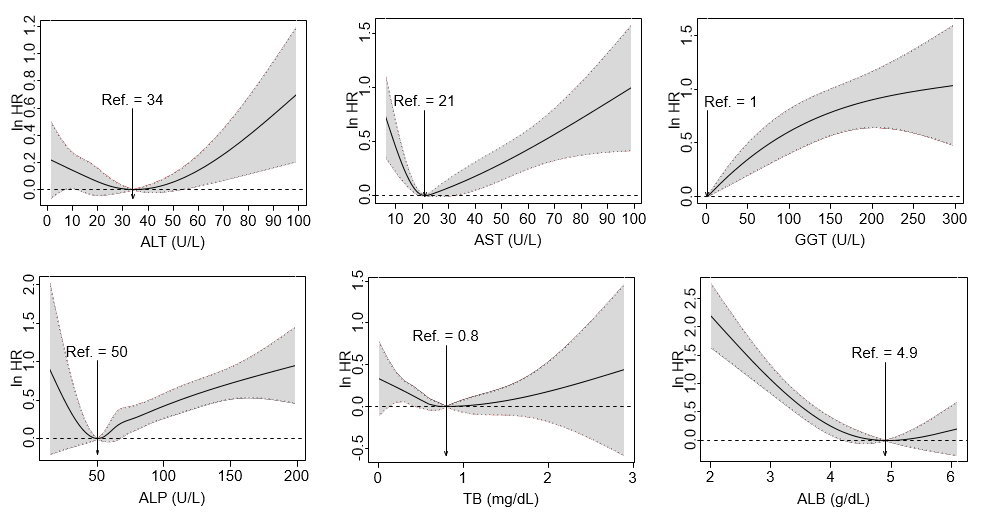 ln HR
0.0 0.2 0.4 0.6 0.8 1.0 1.2
Ref. = 34
0 10 20 30 40 50 60 70 80 90 100
ALT (U/L)
ln HR
0.0 0.5 1.0 1.5
Ref. = 21
10 20 30 40 50 60 70 80 90 100
AST (U/L)
ln HR
0.0 0.5 1.0 1.5
Ref. = 1
0 50 100 150 200 250 300
GGT (U/L)
ln HR
0.0 0.5 1.0 1.5 2.0
Ref. = 50
50 100 150 200
ALP (U/L)
ln HR
-0.5 0.0 0.5 1.0 1.5
Ref. = 0.8
0 1 2 3
TB (mg/dL)
ln HR
0.0 0.5 1.0 1.5 2.0 2.5
Ref. = 4.9
2 3 4 5 6
ALB (g/dL)